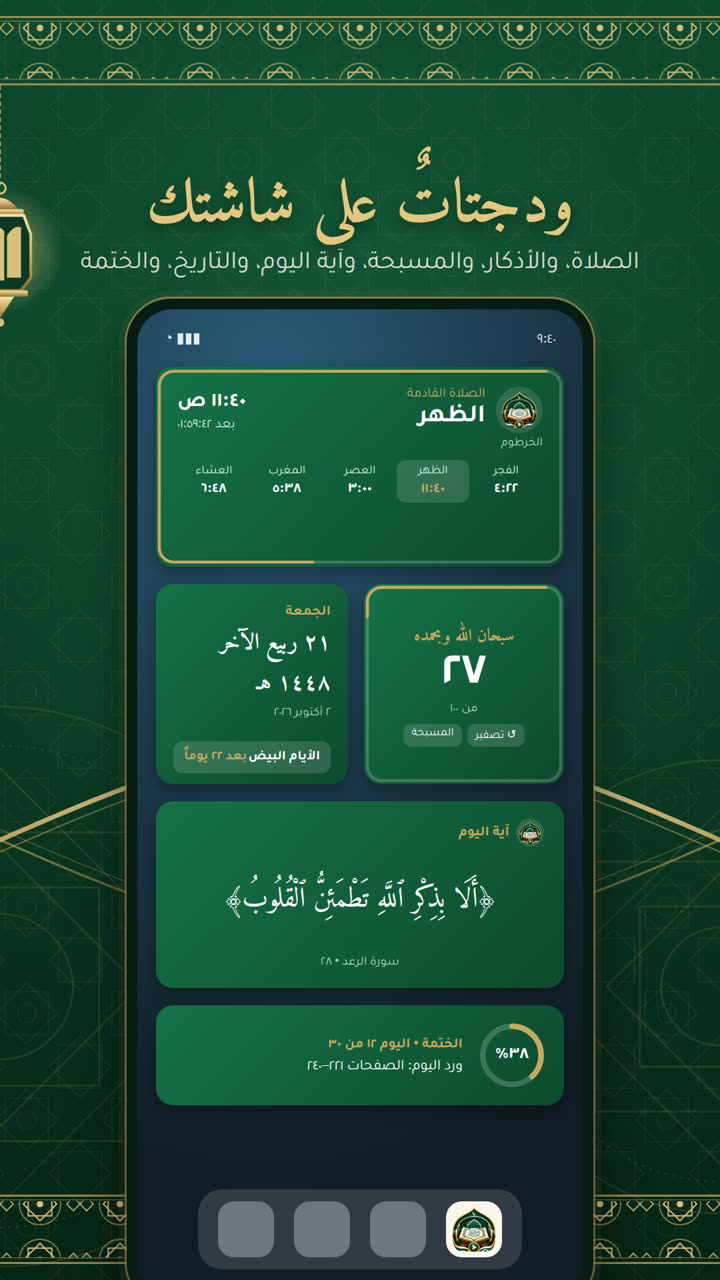 ودجتاتٌ على شاشتك
الصلاة، والأذكار، والمسبحة، وآية اليوم، والتاريخ، والختمة
٩:٤٠
الصلاة القادمة
الظهر
الخرطوم
١١:٤٠ ص
بعد ٠١:٥٩:٤٢
الفجر الظهر العصر المغرب العشاء
٤:٢٢ ١١:٤٠ ٣:٠٠ ٥:٣٨ ٦:٤٨
سبحان الله وبحمده
٢٧
من ١٠٠
↺ تصفير
المسبحة
الجمعة
٢١ ربيع الآخر
١٤٤٨ هـ
٢ أكتوبر ٢٠٢٦
الأيام البيض بعد ٢٢ يوماً
آية اليوم
﴿أَلَا بِذِكْرِ ٱللَّهِ تَطْمَئِنُّ ٱلْقُلُوبُ﴾
سورة الرعد • ٢٨
٣٨%
الختمة • اليوم ١٢ من ٣٠
ورد اليوم: الصفحات ٢٢١–٢٤٠